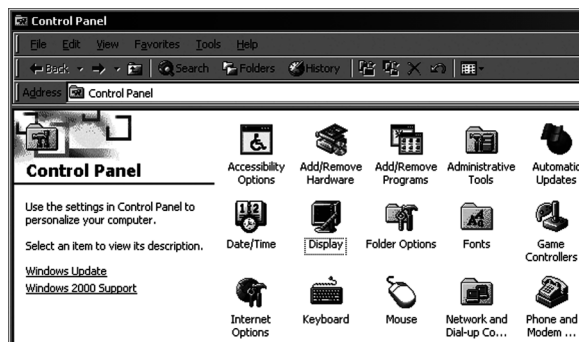 Control Panel
File Edit View Favorites Tools Help
Back Search Folders History
Address Control Panel
Control Panel
Use the settings in Control Panel to
personalize your computer.
Select an item to view its description.
Windows Update
Windows 2000 Support
Accessibility Options
Add/Remove Hardware
Add/Remove Programs
Administrative Tools
Automatic Updates
Date/Time
Display
Folder Options
Fonts
Game Controllers
Internet Options
Keyboard
Mouse
Network and Dial-up Co...
Phone and Modem ...